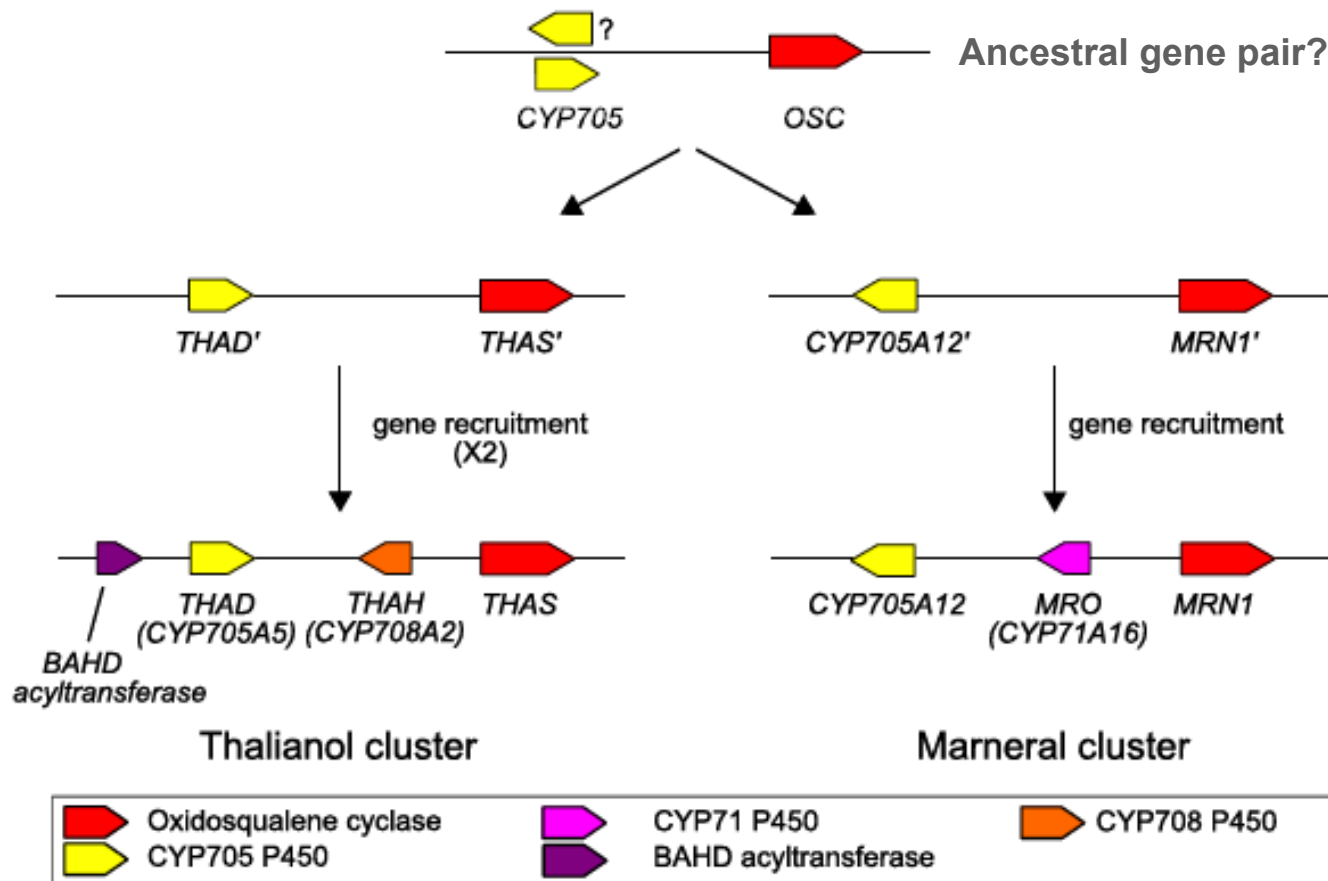 ?
Ancestral gene pair?
CYP705
OSC
THAD'
THAS'
CYP705A12'
MRN1'
gene recruitment
(X2)
gene recruitment
THAD
(CYP705A5)
THAH
(CYP708A2)
THAS
CYP705A12
MRO
(CYP71A16)
MRN1
BAHD
acyltransferase
Thalianol cluster
Marneral cluster
Oxidosqualene cyclase
CYP71 P450
CYP708 P450
CYP705 P450
BAHD acyltransferase